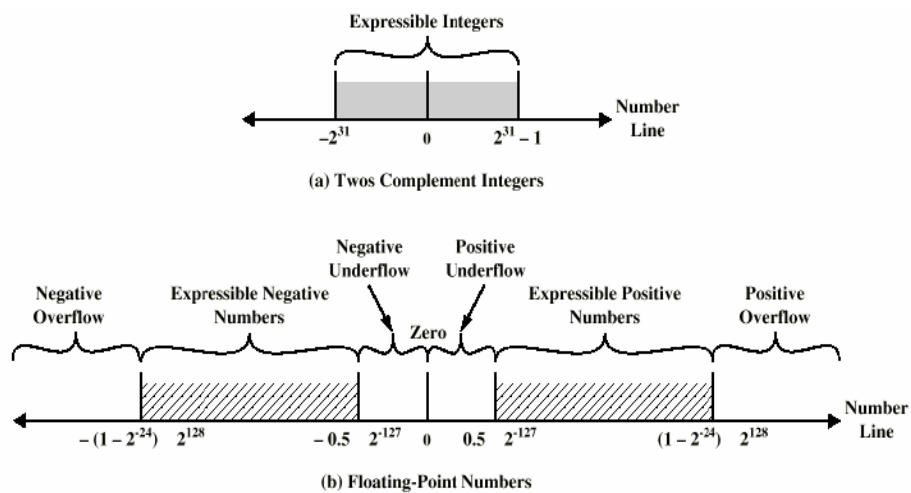 Expressible Integers
Number
Line
−2^31 0 2^31 – 1
(a) Twos Complement Integers
Negative
Underflow
Positive
Underflow
Negative
Overflow
Expressible Negative
Numbers
Zero
Expressible Positive
Numbers
Positive
Overflow
Number
Line
– (1 – 2^-24) 2^128 – 0.5 2^-127 0 0.5 2^-127 (1 – 2^-24) 2^128
(b) Floating-Point Numbers